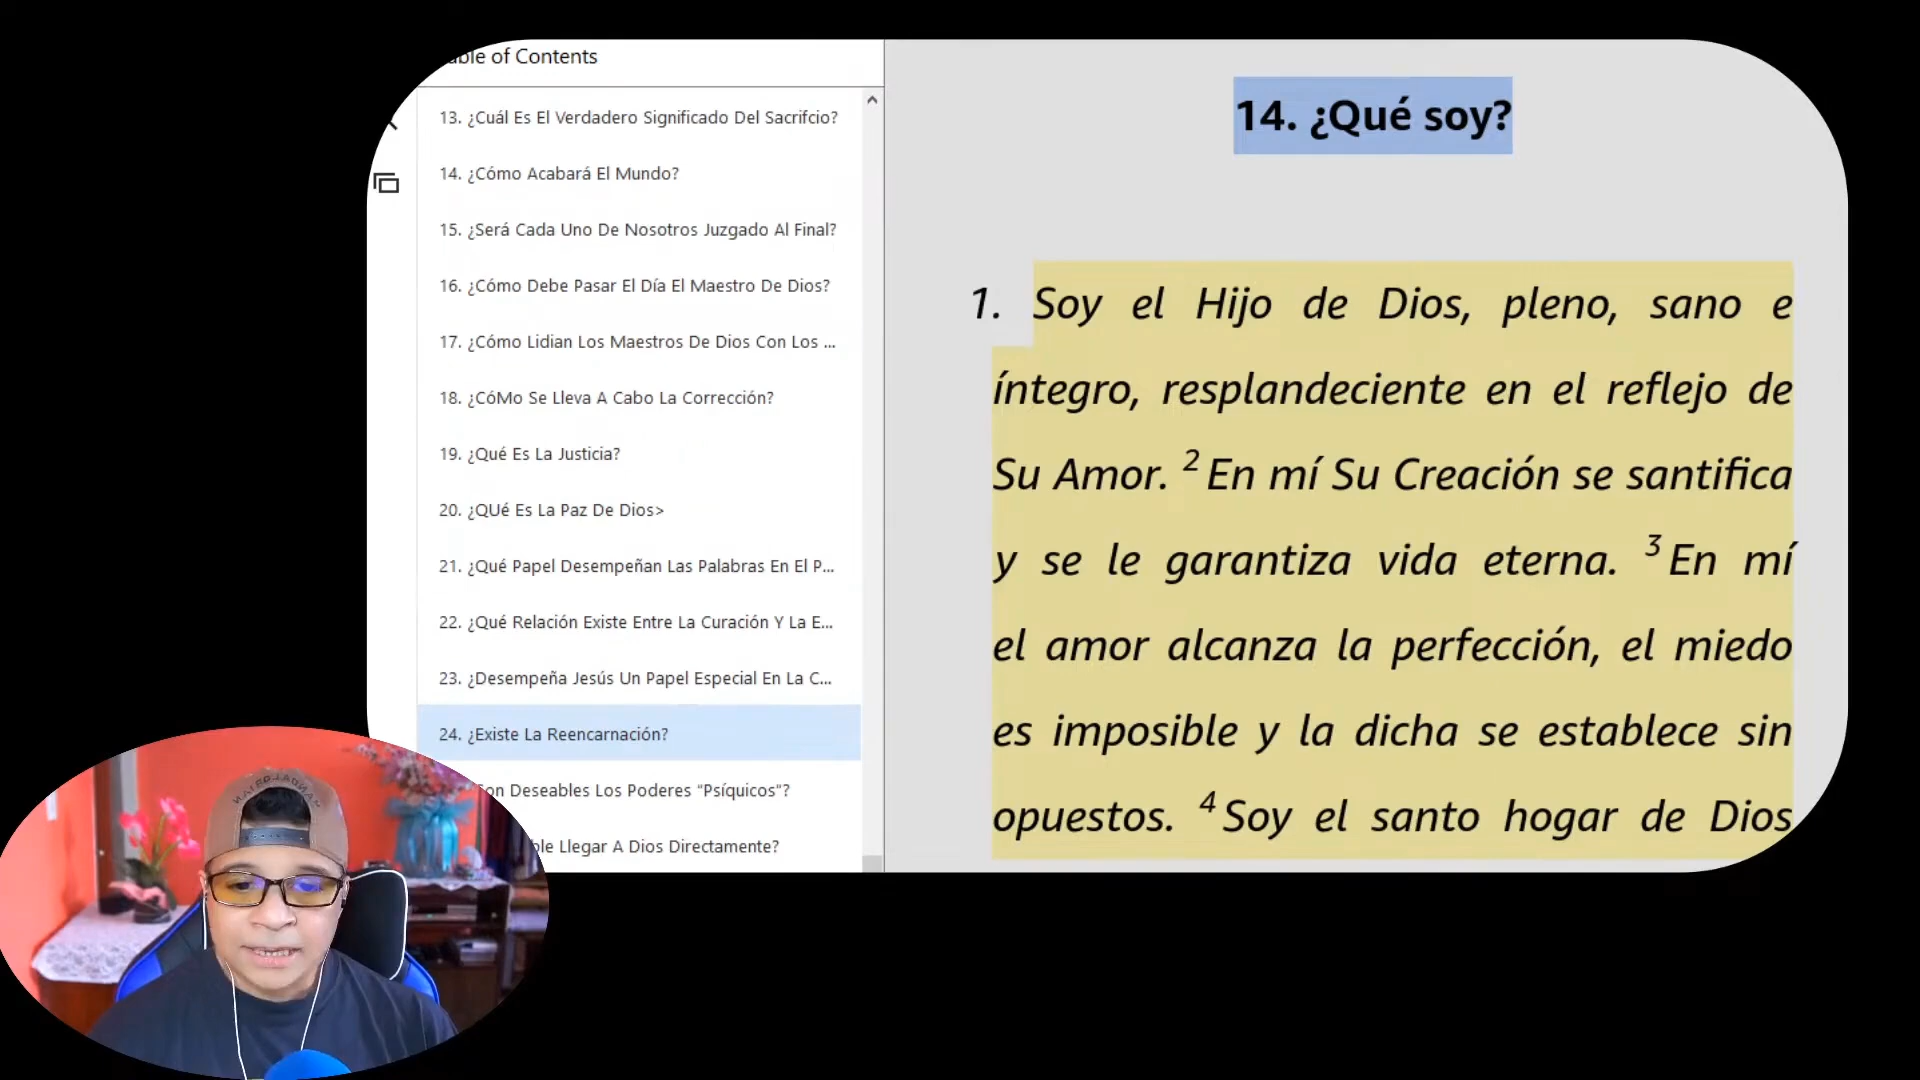 ble of Contents
13. ¿Cuál Es El Verdadero Significado Del Sacrifcio?
14. ¿Cómo Acabará El Mundo?
15. ¿Será Cada Uno De Nosotros Juzgado Al Final?
16. ¿Cómo Debe Pasar El Día El Maestro De Dios?
17. ¿Cómo Lidian Los Maestros De Dios Con Los ...
18. ¿CóMo Se Lleva A Cabo La Corrección?
19. ¿Qué Es La Justicia?
20. ¿QUé Es La Paz De Dios>
21. ¿Qué Papel Desempeñan Las Palabras En El P...
22. ¿Qué Relación Existe Entre La Curación Y La E...
23. ¿Desempeña Jesús Un Papel Especial En La C...
24. ¿Existe La Reencarnación?
on Deseables Los Poderes "Psíquicos"?
ble Llegar A Dios Directamente?
14. ¿Qué soy?
1. Soy el Hijo de Dios, pleno, sano e
íntegro, resplandeciente en el reflejo de
Su Amor. 2 En mí Su Creación se santifica
y se le garantiza vida eterna. 3 En mí
el amor alcanza la perfección, el miedo
es imposible y la dicha se establece sin
opuestos. 4 Soy el santo hogar de Dios